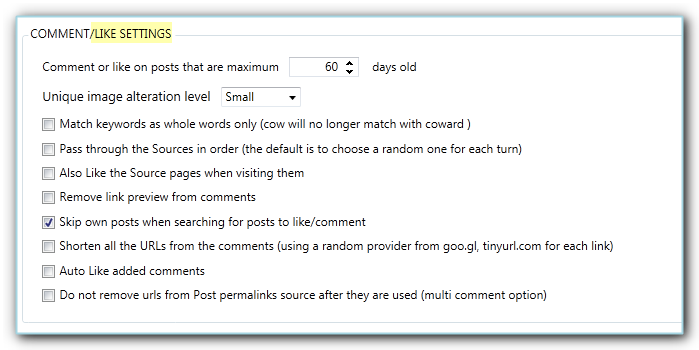 COMMENT/LIKE SETTINGS
Comment or like on posts that are maximum 60 days old
Unique image alteration level Small
Match keywords as whole words only (cow will no longer match with coward )
Pass through the Sources in order (the default is to choose a random one for each turn)
Also Like the Source pages when visiting them
Remove link preview from comments
Skip own posts when searching for posts to like/comment
Shorten all the URLs from the comments (using a random provider from goo.gl, tinyurl.com for each link)
Auto Like added comments
Do not remove urls from Post permalinks source after they are used (multi comment option)